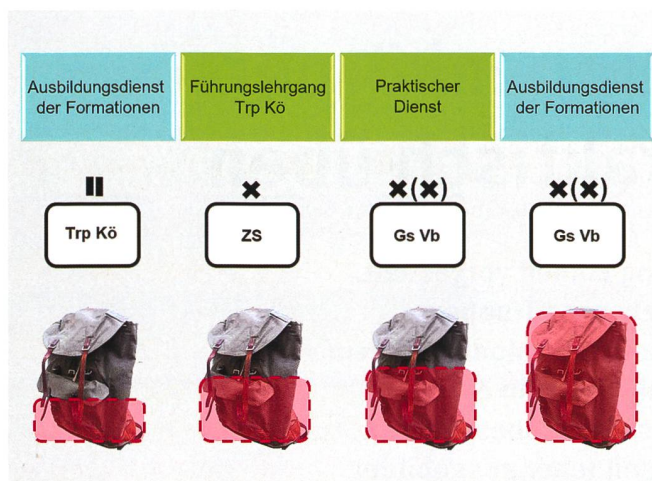 Ausbildungsdienst
der Formationen
Führungslehrgang
Trp Kö
Praktischer
Dienst
Ausbildungsdienst
der Formationen
Trp Kö
ZS
Gs Vb
Gs Vb